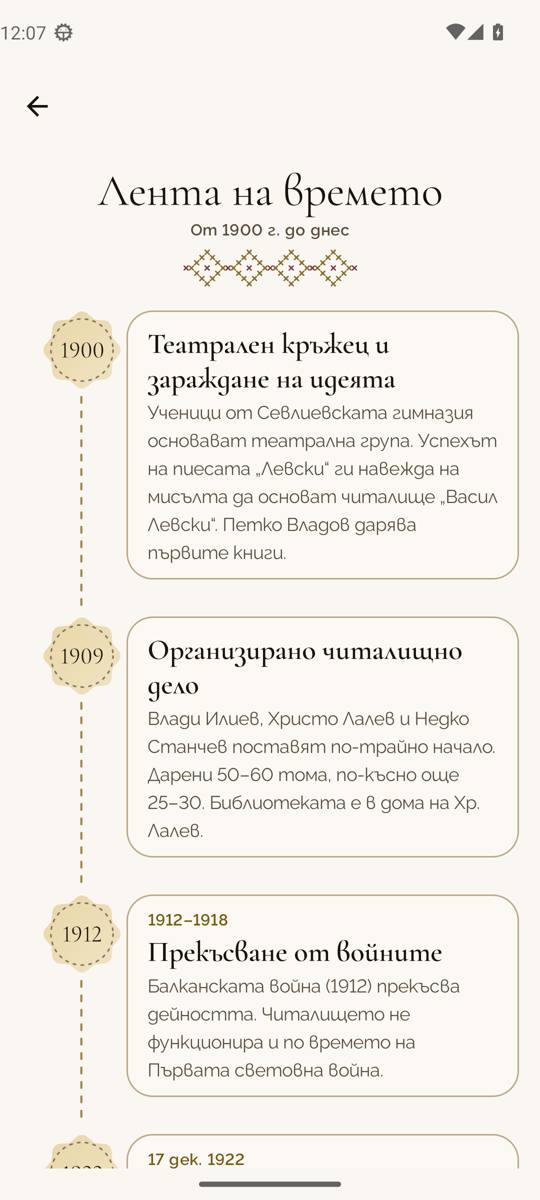 12:07
Лента на времето
От 1900 г. до днес
1900
Театрален кръжец и
зараждане на идеята
Ученици от Севлиевската гимназия
основават театрална група. Успехът
на пиесата „Левски“ ги навежда на
мисълта да основат читалище „Васил
Левски“. Петко Владов дарява
първите книги.
1909
Организирано читалищно
дело
Влади Илиев, Христо Лалев и Недко
Станчев поставят по-трайно начало.
Дарени 50–60 тома, по-късно още
25–30. Библиотеката е в дома на Хр.
Лалев.
1912
1912–1918
Прекъсване от войните
Балканската война (1912) прекъсва
дейността. Читалището не
функционира и по времето на
Първата световна война.
17 дек. 1922